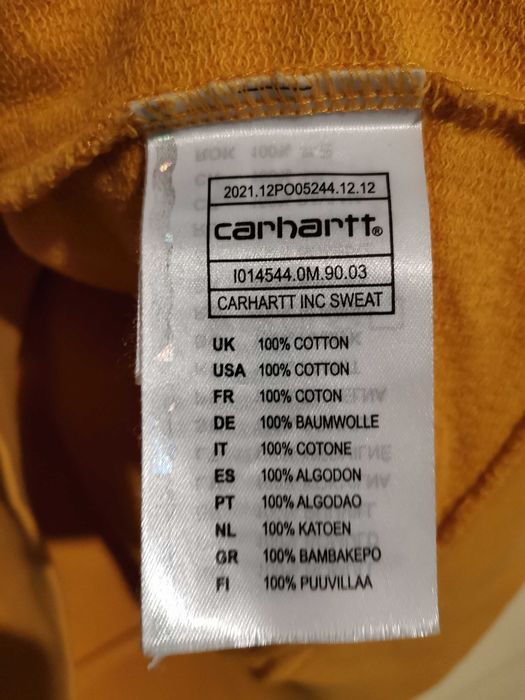 2021.12PO05244.12.12
carhartt®
I014544.0M.90.03
CARHARTT INC SWEAT
UK 100% COTTON
USA 100% COTTON
FR 100% COTON
DE 100% BAUMWOLLE
IT 100% COTONE
ES 100% ALGODON
PT 100% ALGODAO
NL 100% KATOEN
GR 100% BAMBAKEPO
FI 100% PUUVILLAA